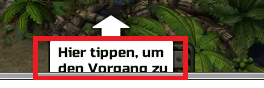 Hier tippen, um
den Vorgang zu